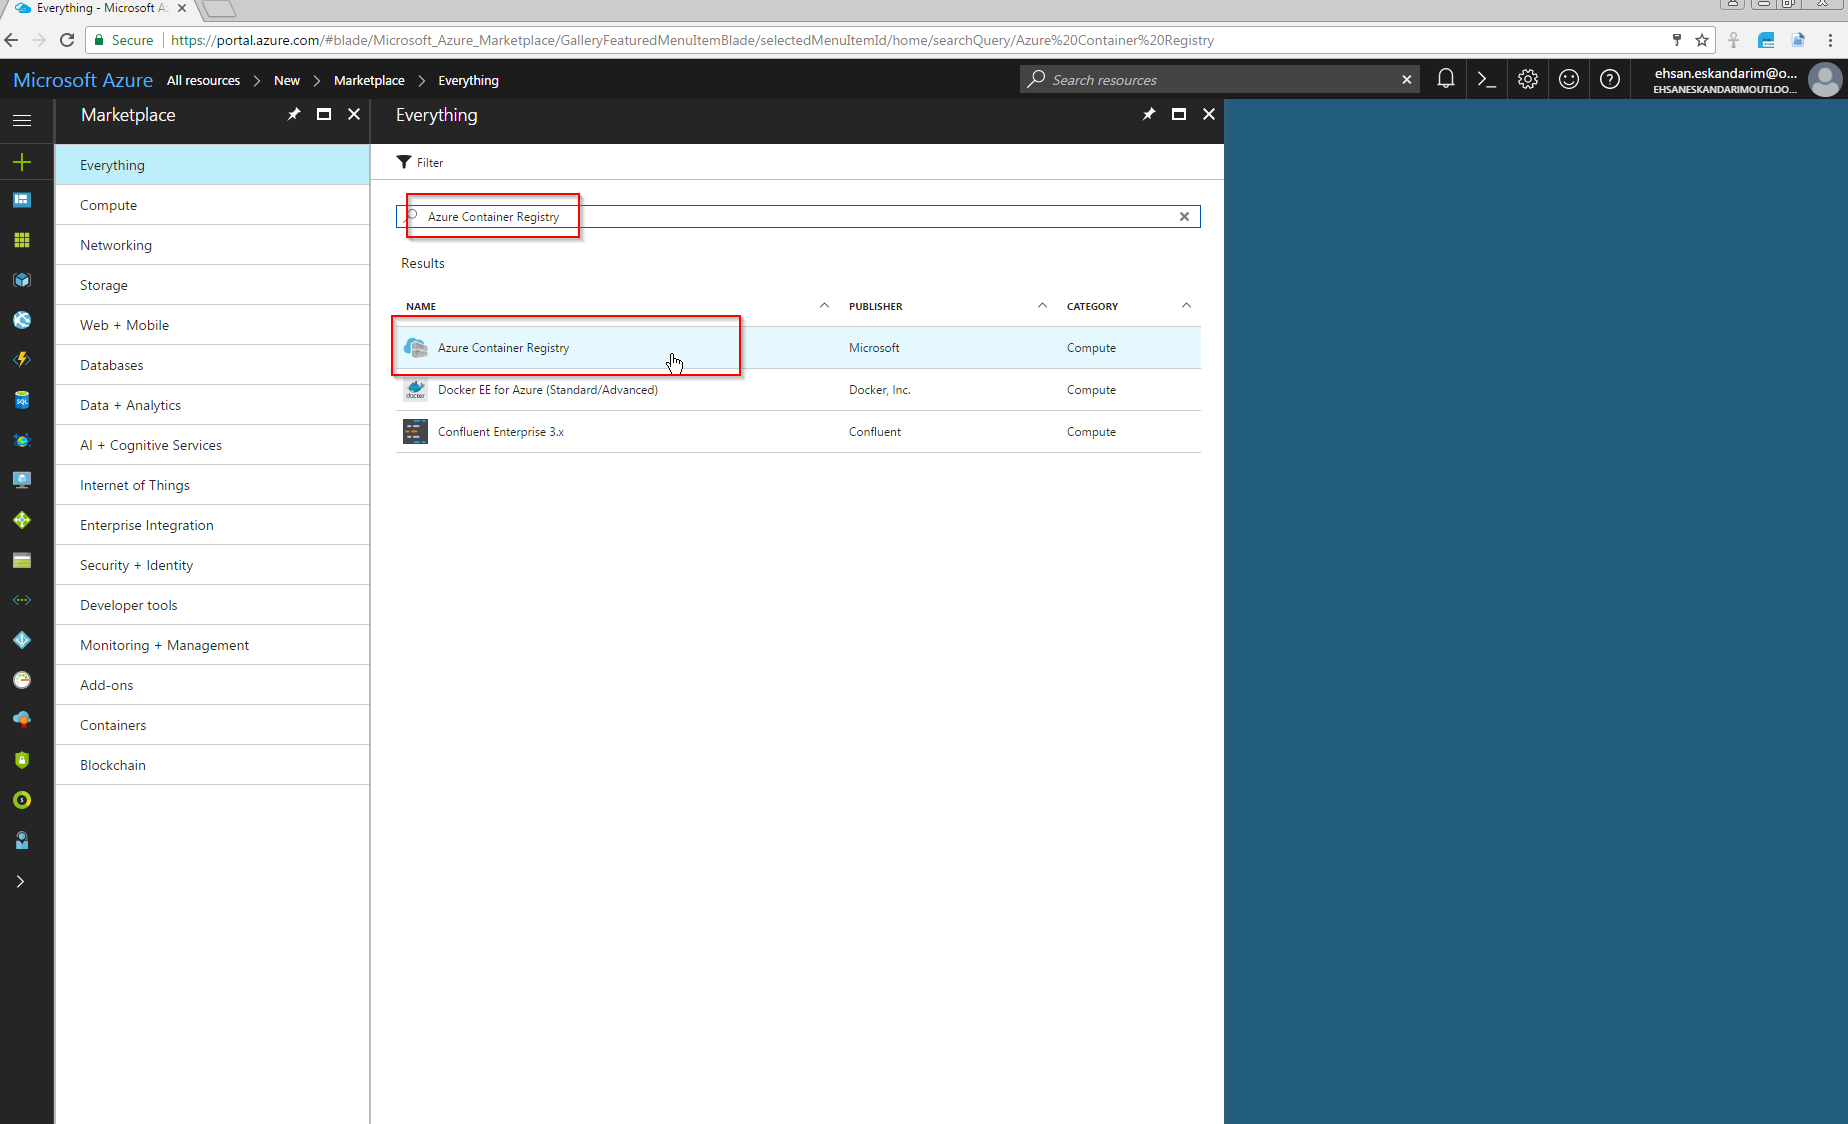 Everything - Microsoft A
Secure
https://portal.azure.com/#blade/Microsoft_Azure_Marketplace/GalleryFeaturedMenuItemBlade/selectedMenuItemId/home/searchQuery/Azure%20Container%20Registry
Microsoft Azure
All resources
New
Marketplace
Everything
Search resources
ehsan.eskandarim@o...
EHSANESKANDARIMOUTLOO...
Marketplace
Everything
Compute
Networking
Storage
Web + Mobile
Databases
Data + Analytics
AI + Cognitive Services
Internet of Things
Enterprise Integration
Security + Identity
Developer tools
Monitoring + Management
Add-ons
Containers
Blockchain
Everything
Filter
Azure Container Registry
Results
NAME PUBLISHER CATEGORY
Azure Container Registry Microsoft Compute
Docker EE for Azure (Standard/Advanced) Docker, Inc. Compute
Confluent Enterprise 3.x Confluent Compute